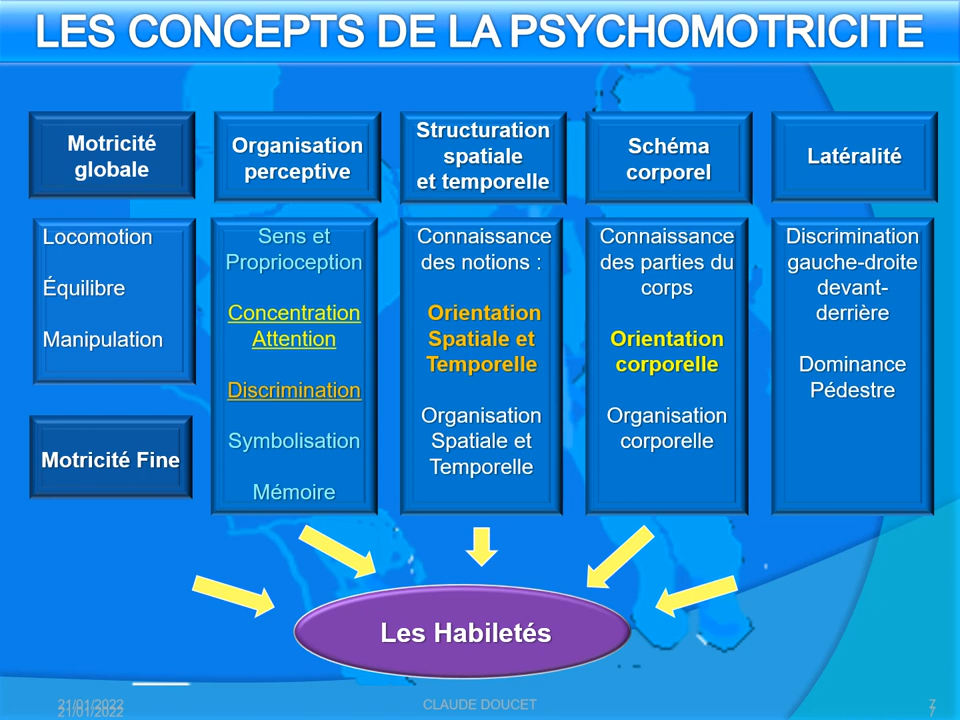 LES CONCEPTS DE LA PSYCHOMOTRICITE
Motricité
globale
Organisation
perceptive
Structuration
spatiale
et temporelle
Schéma
corporel
Latéralité
Locomotion
Équilibre
Manipulation
Motricité Fine
Sens et
Proprioception
Concentration
Attention
Discrimination
Symbolisation
Mémoire
Connaissance
des notions :
Orientation
Spatiale et
Temporelle
Organisation
Spatiale et
Temporelle
Connaissance
des parties du
corps
Orientation
corporelle
Organisation
corporelle
Discrimination
gauche-droite
devant-
derrière
Dominance
Pédestre
Les Habiletés
21/01/2022
21/01/2022
CLAUDE DOUCET
7
7